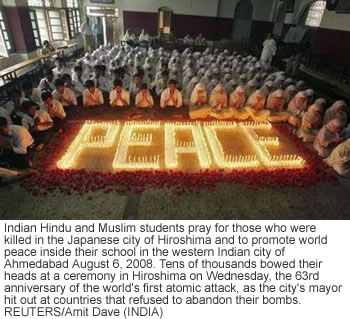 PEACE
Indian Hindu and Muslim students pray for those who were
killed in the Japanese city of Hiroshima and to promote world
peace inside their school in the western Indian city of
Ahmedabad August 6, 2008. Tens of thousands bowed their
heads at a ceremony in Hiroshima on Wednesday, the 63rd
anniversary of the world's first atomic attack, as the city's mayor
hit out at countries that refused to abandon their bombs.
REUTERS/Amit Dave (INDIA)